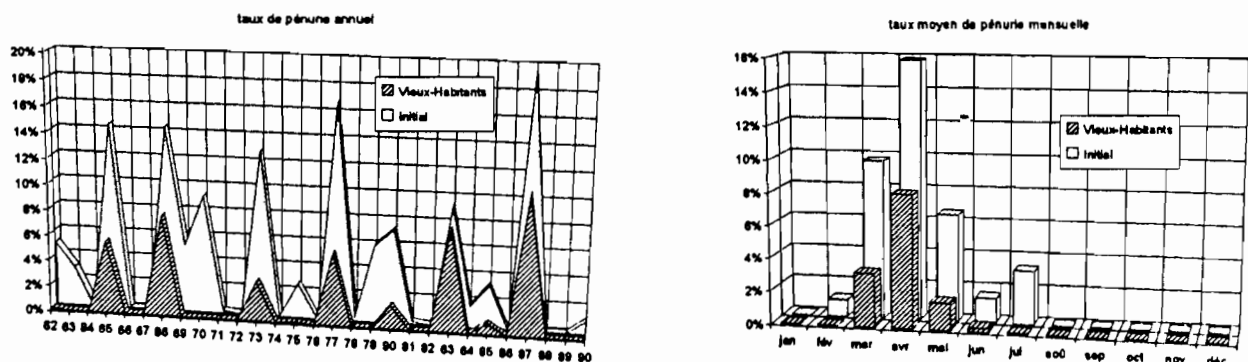 taux de pénurie annuel
20%
18%
16%
14%
12%
10%
8%
6%
4%
2%
0%
Vieux-Habitants
Initial
62 63 64 65 66 67 68 69 70 71 72 73 74 75 76 77 78 79 80 81 82 83 84 85 86 87 88 89 90
taux moyen de pénurie mensuelle
16%
14%
12%
10%
8%
6%
4%
2%
0%
Vieux-Habitants
Initial
jan fév mar avr mai jun jul aoû sep oct nov déc